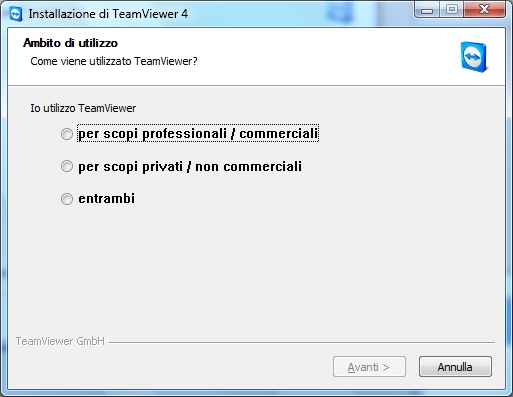 Installazione di TeamViewer 4
Ambito di utilizzo
Come viene utilizzato TeamViewer?
Io utilizzo TeamViewer
per scopi professionali / commerciali
per scopi privati / non commerciali
entrambi
TeamViewer GmbH
Avanti >
Annulla